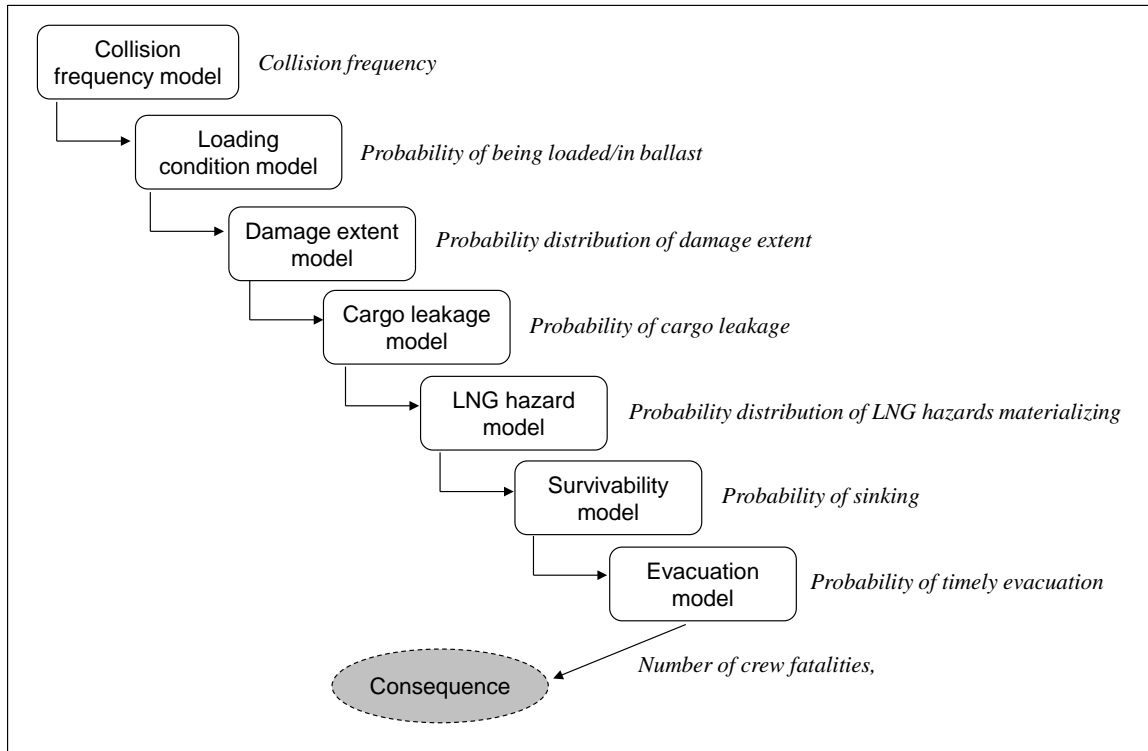 Collision
frequency model
Collision frequency
Loading
condition model
Probability of being loaded/in ballast
Damage extent
model
Probability distribution of damage extent
Cargo leakage
model
Probability of cargo leakage
LNG hazard
model
Probability distribution of LNG hazards materializing
Survivability
model
Probability of sinking
Evacuation
model
Probability of timely evacuation
Number of crew fatalities,
Consequence